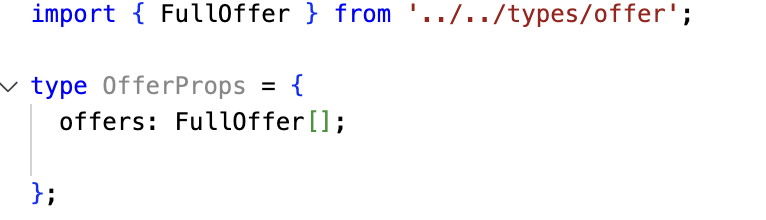 import { FullOffer } from '../../types/offer';
type OfferProps = {
offers: FullOffer[];
};